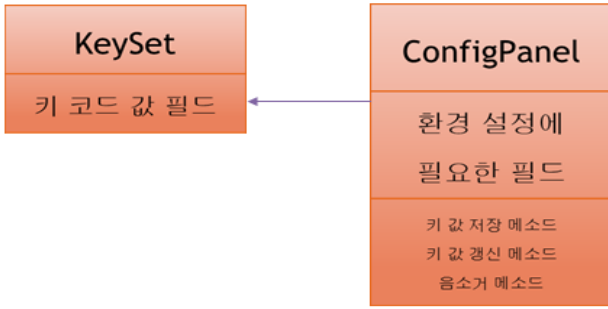 KeySet
키 코드 값 필드
ConfigPanel
환경 설정에
필요한 필드
키 값 저장 메소드
키 값 갱신 메소드
음소거 메소드